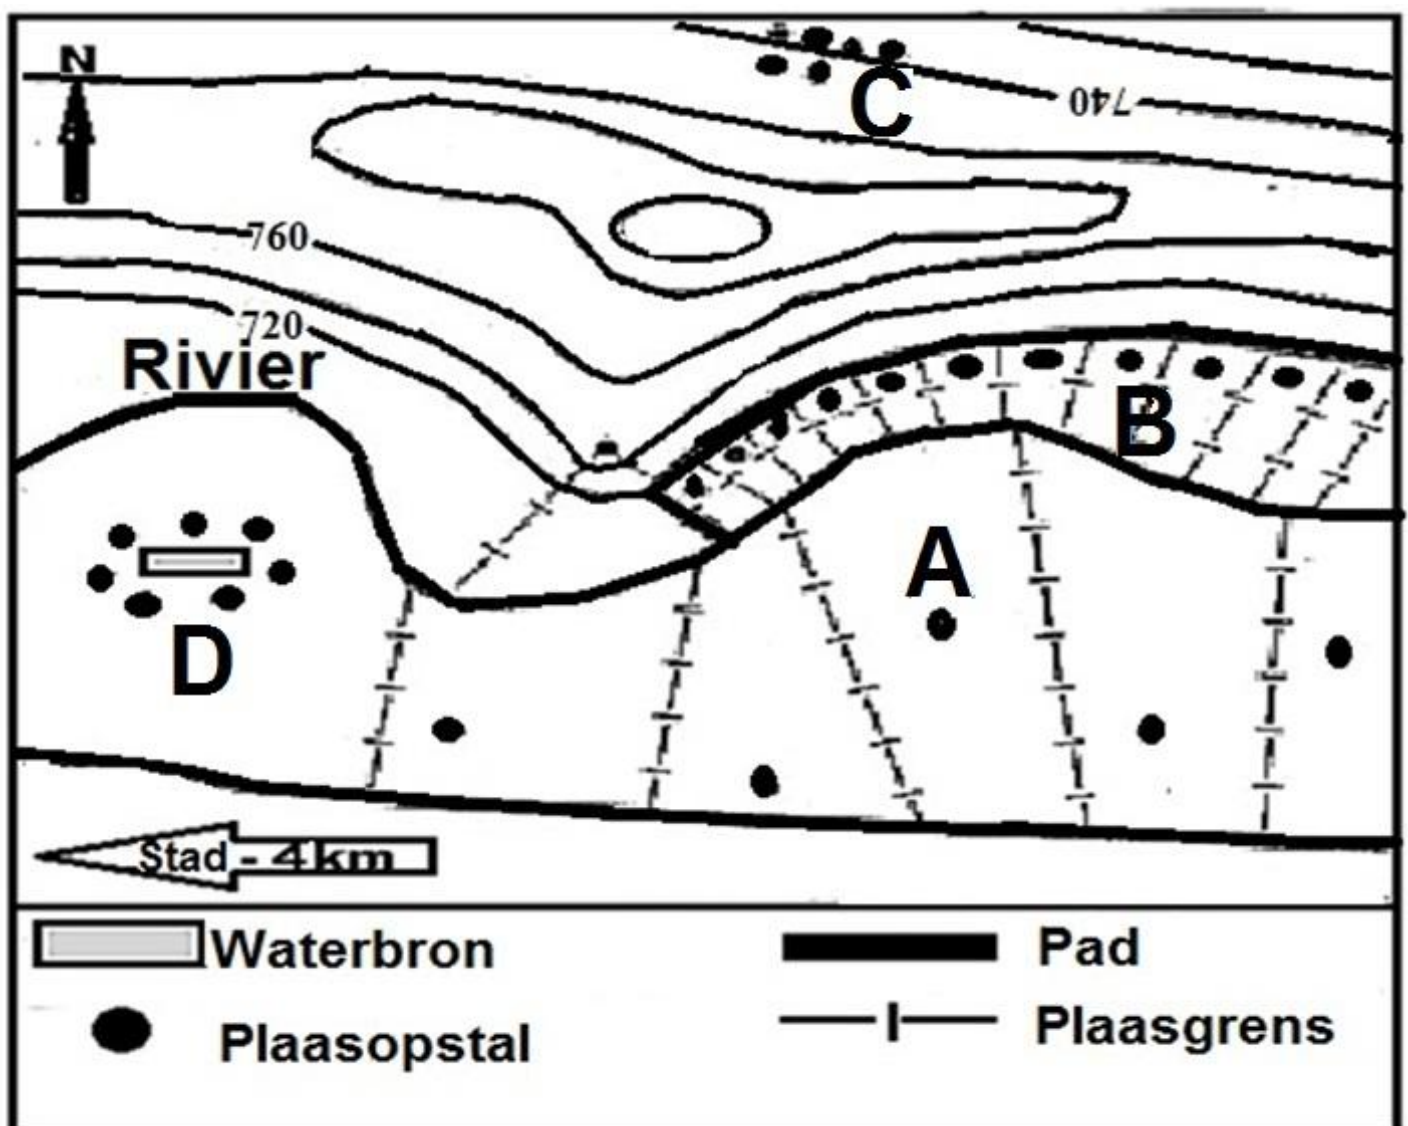 N
C
740
760
720
Rivier
B
A
D
Stad - 4km
Waterbron
Pad
Plaasopstal
Plaasgrens